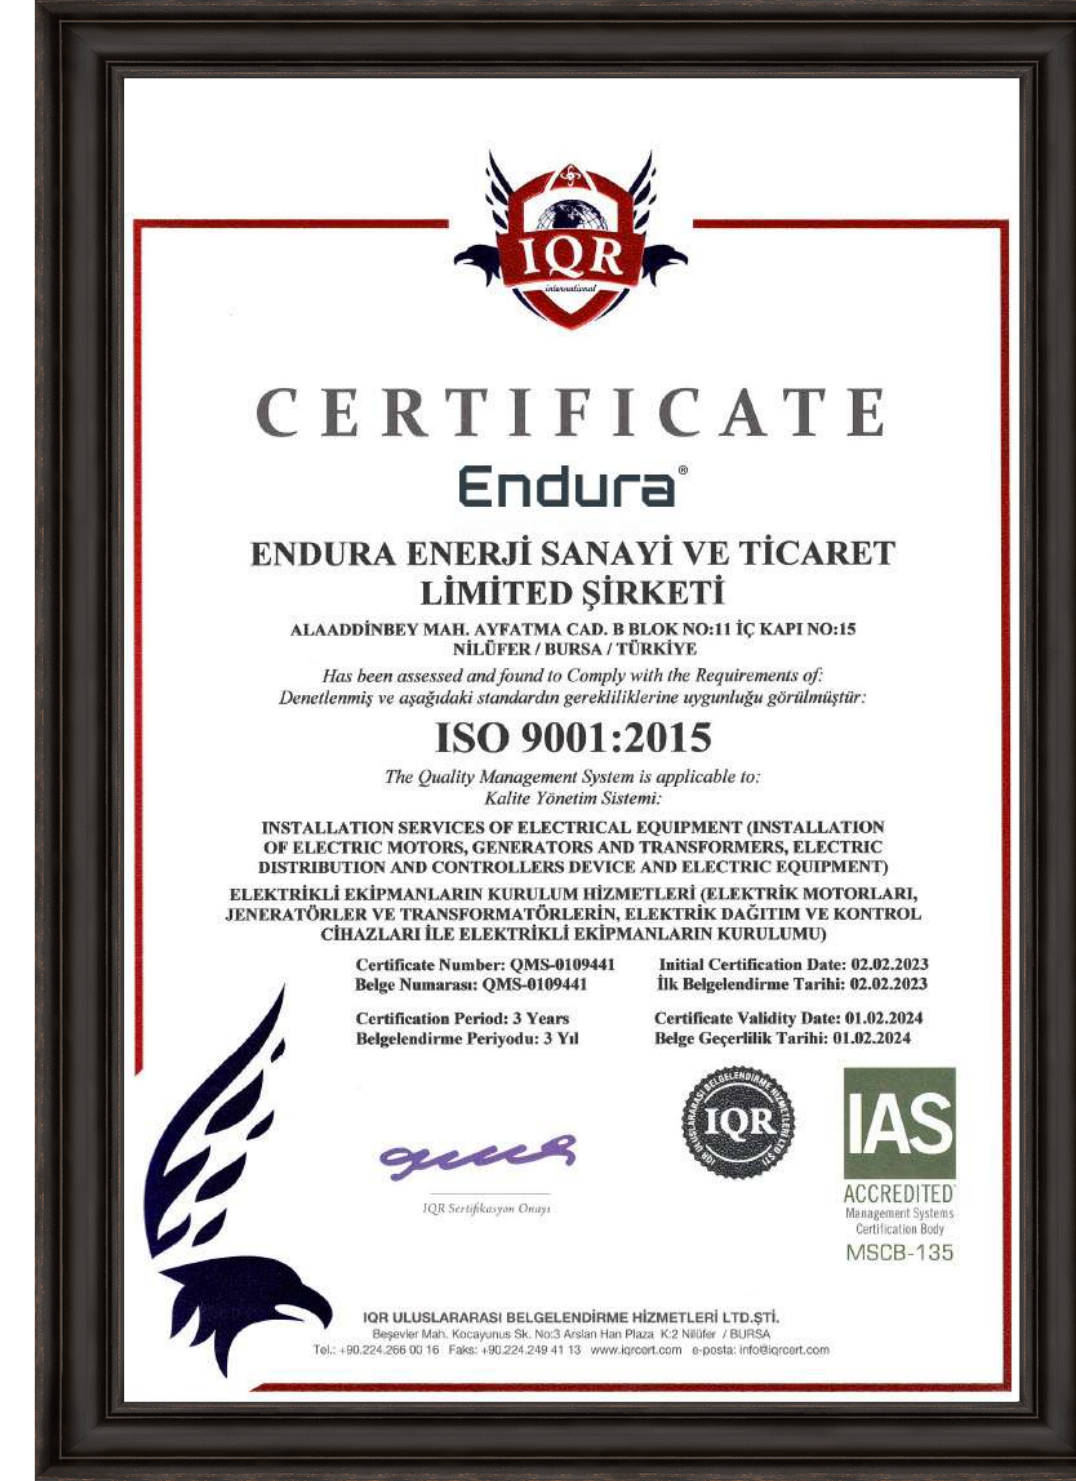 IQR
international
CERTIFICATE
Endura®
ENDURA ENERJİ SANAYİ VE TİCARET
LİMİTED ŞİRKETİ
ALAADDİNBEY MAH. AYFATMA CAD. B BLOK NO:11 İÇ KAPI NO:15
NİLÜFER / BURSA / TÜRKİYE
Has been assessed and found to Comply with the Requirements of:
Denetlenmiş ve aşağıdaki standardın gerekliliklerine uygunluğu görülmüştür:
ISO 9001:2015
The Quality Management System is applicable to:
Kalite Yönetim Sistemi:
INSTALLATION SERVICES OF ELECTRICAL EQUIPMENT (INSTALLATION
OF ELECTRIC MOTORS, GENERATORS AND TRANSFORMERS, ELECTRIC
DISTRIBUTION AND CONTROLLERS DEVICE AND ELECTRIC EQUIPMENT)
ELEKTRİKLİ EKİPMANLARIN KURULUM HİZMETLERİ (ELEKTRİK MOTORLARI,
JENERATÖRLER VE TRANSFORMATÖRLERİN, ELEKTRİK DAĞITIM VE KONTROL
CİHAZLARI İLE ELEKTRİKLİ EKİPMANLARIN KURULUMU)
Certificate Number: QMS-0109441
Belge Numarası: QMS-0109441
Initial Certification Date: 02.02.2023
İlk Belgelendirme Tarihi: 02.02.2023
Certification Period: 3 Years
Belgelendirme Periyodu: 3 Yıl
Certificate Validity Date: 01.02.2024
Belge Geçerlilik Tarihi: 01.02.2024
IQR Sertifikasyon Onayı
IQR ULUSLARARASI BELGELENDİRME HİZMETLERİ LTD ŞTİ
IQR
IAS
ACCREDITED
Management Systems
Certification Body
MSCB-135
IQR ULUSLARARASI BELGELENDİRME HİZMETLERİ LTD.ŞTİ.
Beşevler Mah. Kocayunus Sk. No:3 Arslan Han Plaza K:2 Nilüfer / BURSA
Tel.: +90.224.266 00 16 Faks: +90.224.249 41 13 www.iqrcert.com e-posta: info@iqrcert.com